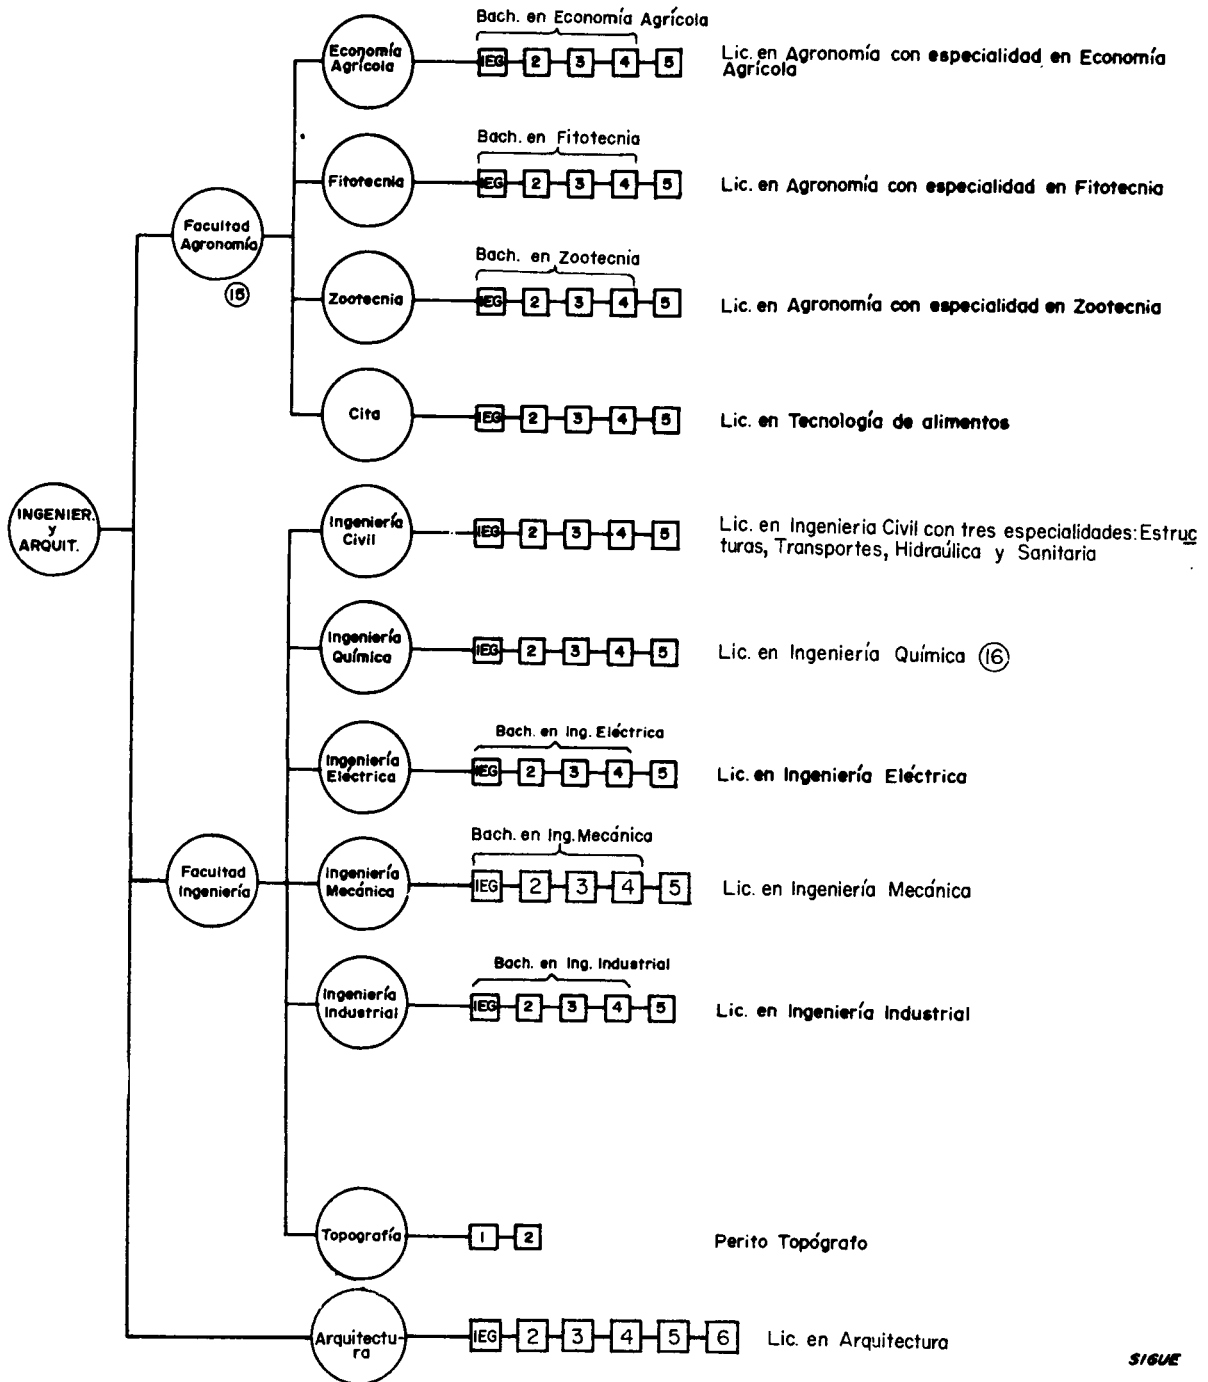 Bach. en Economía Agrícola
Economía
Agrícola
IEG 2 3 4 5
Lic. en Agronomía con especialidad en Economía
Agrícola
Bach. en Fitotecnia
Fitotecnia
IEG 2 3 4 5
Lic. en Agronomía con especialidad en Fitotecnia
Facultad
Agronomía
15
Bach. en Zootecnia
Zootecnia
IEG 2 3 4 5
Lic. en Agronomía con especialidad en Zootecnia
Cita
IEG 2 3 4 5
Lic. en Tecnología de alimentos
INGENIER.
y
ARQUIT.
Ingeniería
Civil
IEG 2 3 4 5
Lic. en Ingenieria Civil con tres especialidades: Estruc
turas, Transportes, Hidraúlica y Sanitaria
Ingeniería
Química
IEG 2 3 4 5
Lic. en Ingeniería Química 16
Bach. en Ing. Eléctrica
Ingeniería
Eléctrica
IEG 2 3 4 5
Lic. en Ingeniería Eléctrica
Facultad
Ingeniería
Bach. en Ing. Mecánica
Ingeniería
Mecánica
IEG 2 3 4 5
Lic. en Ingeniería Mecánica
Bach. en Ing. Industrial
Ingeniería
Industrial
IEG 2 3 4 5
Lic. en Ingeniería Industrial
Topografía
1 2
Perito Topógrafo
Arquitectu-
ra
IEG 2 3 4 5 6
Lic. en Arquitectura
SIGUE